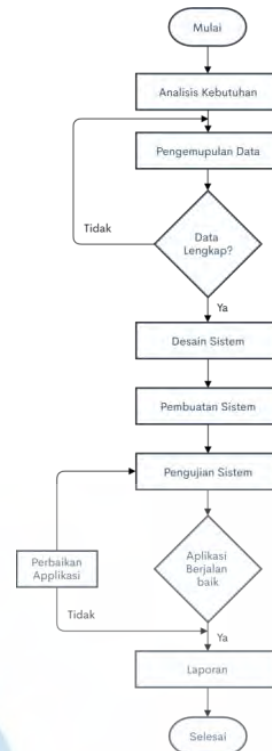 Mulai
Analisis Kebutuhan
Pengemupulan Data
Tidak
Data
Lengkap?
Ya
Desain Sistem
Pembuatan Sistem
Pengujian Sistem
Perbaikan
Applikasi
Aplikasi
Berjalan
baik
Tidak
Ya
Laporan
Selesai